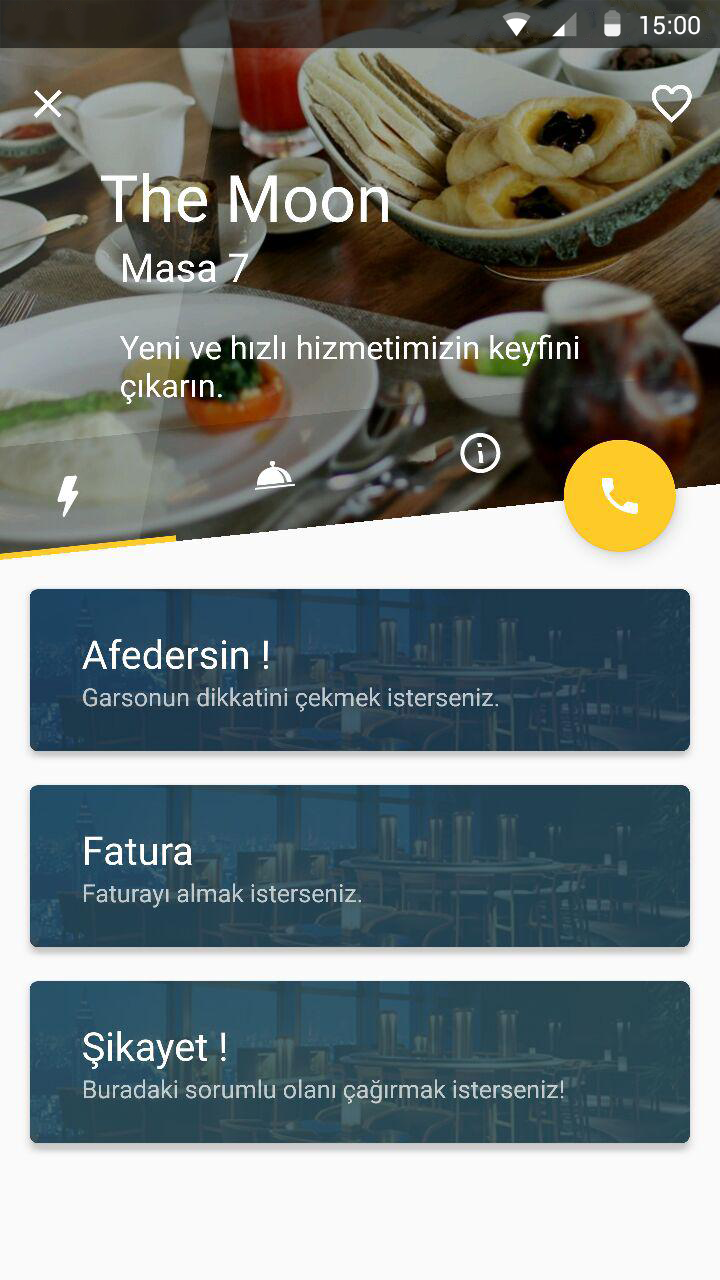 15:00
The Moon
Masa 7
Yeni ve hızlı hizmetimizin keyfini
çıkarın.
Afedersin !
Garsonun dikkatini çekmek isterseniz.
Fatura
Faturayı almak isterseniz.
Şikayet !
Buradaki sorumlu olanı çağırmak isterseniz!